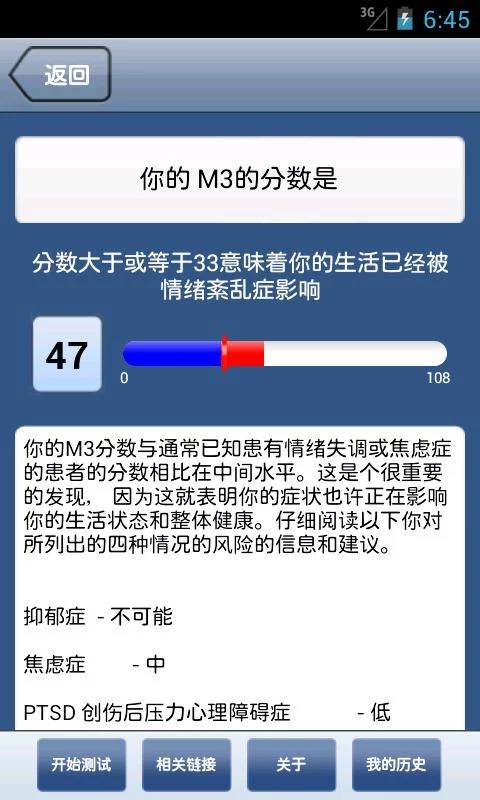 3G 6:45
返回
你的 M3的分数是
分数大于或等于33意味着你的生活已经被
情绪紊乱症影响
47
0 108
你的M3分数与通常已知患有情绪失调或焦虑症
的患者的分数相比在中间水平。这是个很重要
的发现， 因为这就表明你的症状也许正在影响
你的生活状态和整体健康。仔细阅读以下你对
所列出的四种情况的风险的信息和建议。
抑郁症 - 不可能
焦虑症 - 中
PTSD 创伤后压力心理障碍症 - 低
开始测试 相关链接 关于 我的历史